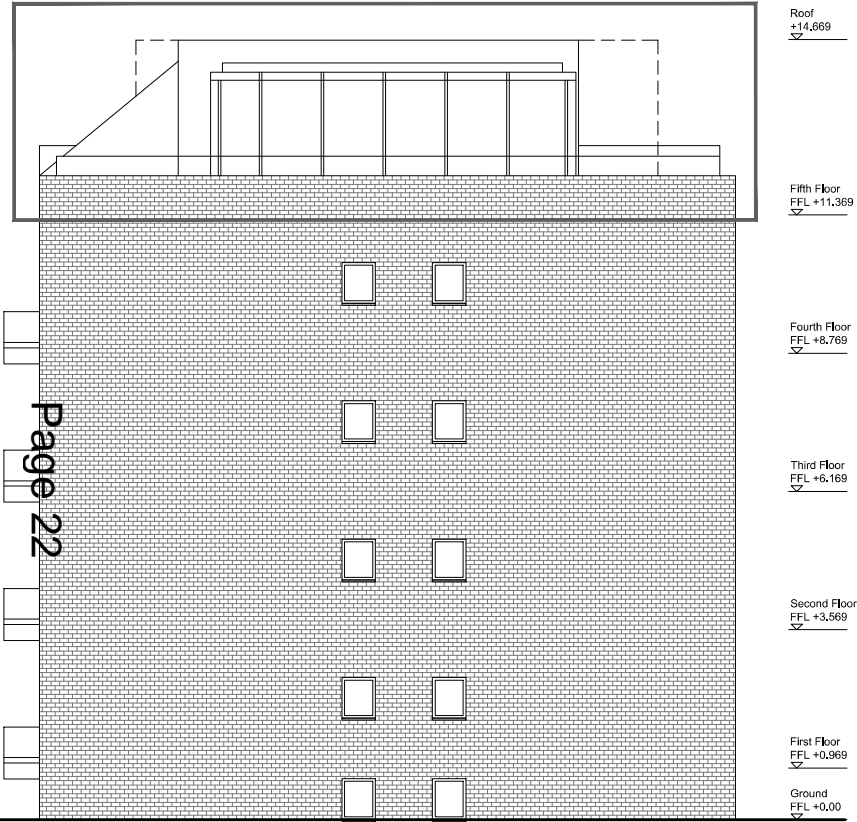 Roof
+14.669
Fifth Floor
FFL +11.369
Fourth Floor
FFL +8.769
Page 22
Third Floor
FFL +6.169
Second Floor
FFL +3.569
First Floor
FFL +0.969
Ground
FFL +0.00